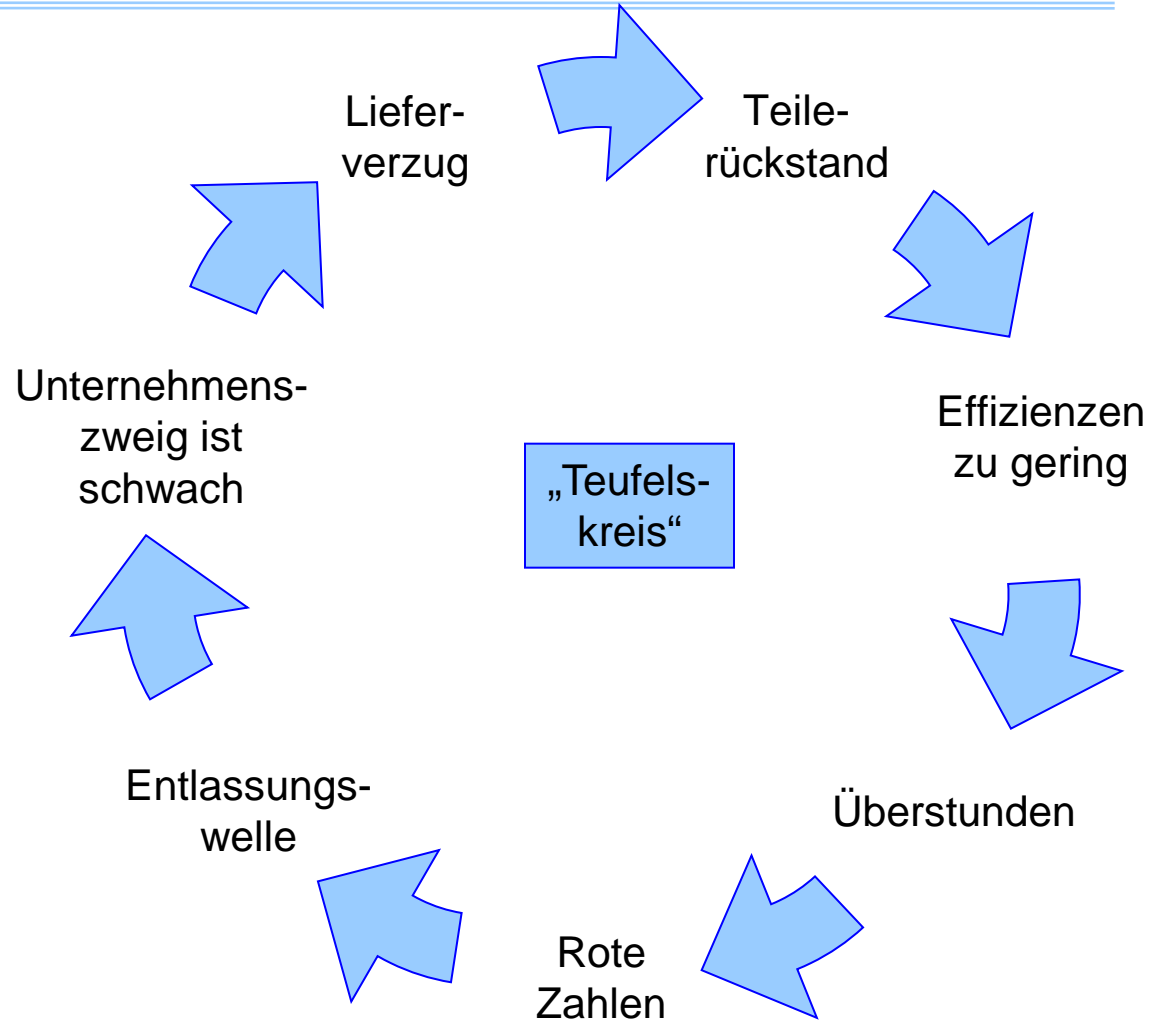 Liefer-
verzug
Teile-
rückstand
Effizienzen
zu gering
Überstunden
Rote
Zahlen
Entlassungs-
welle
Unternehmens-
zweig ist
schwach
„Teufels-
kreis“